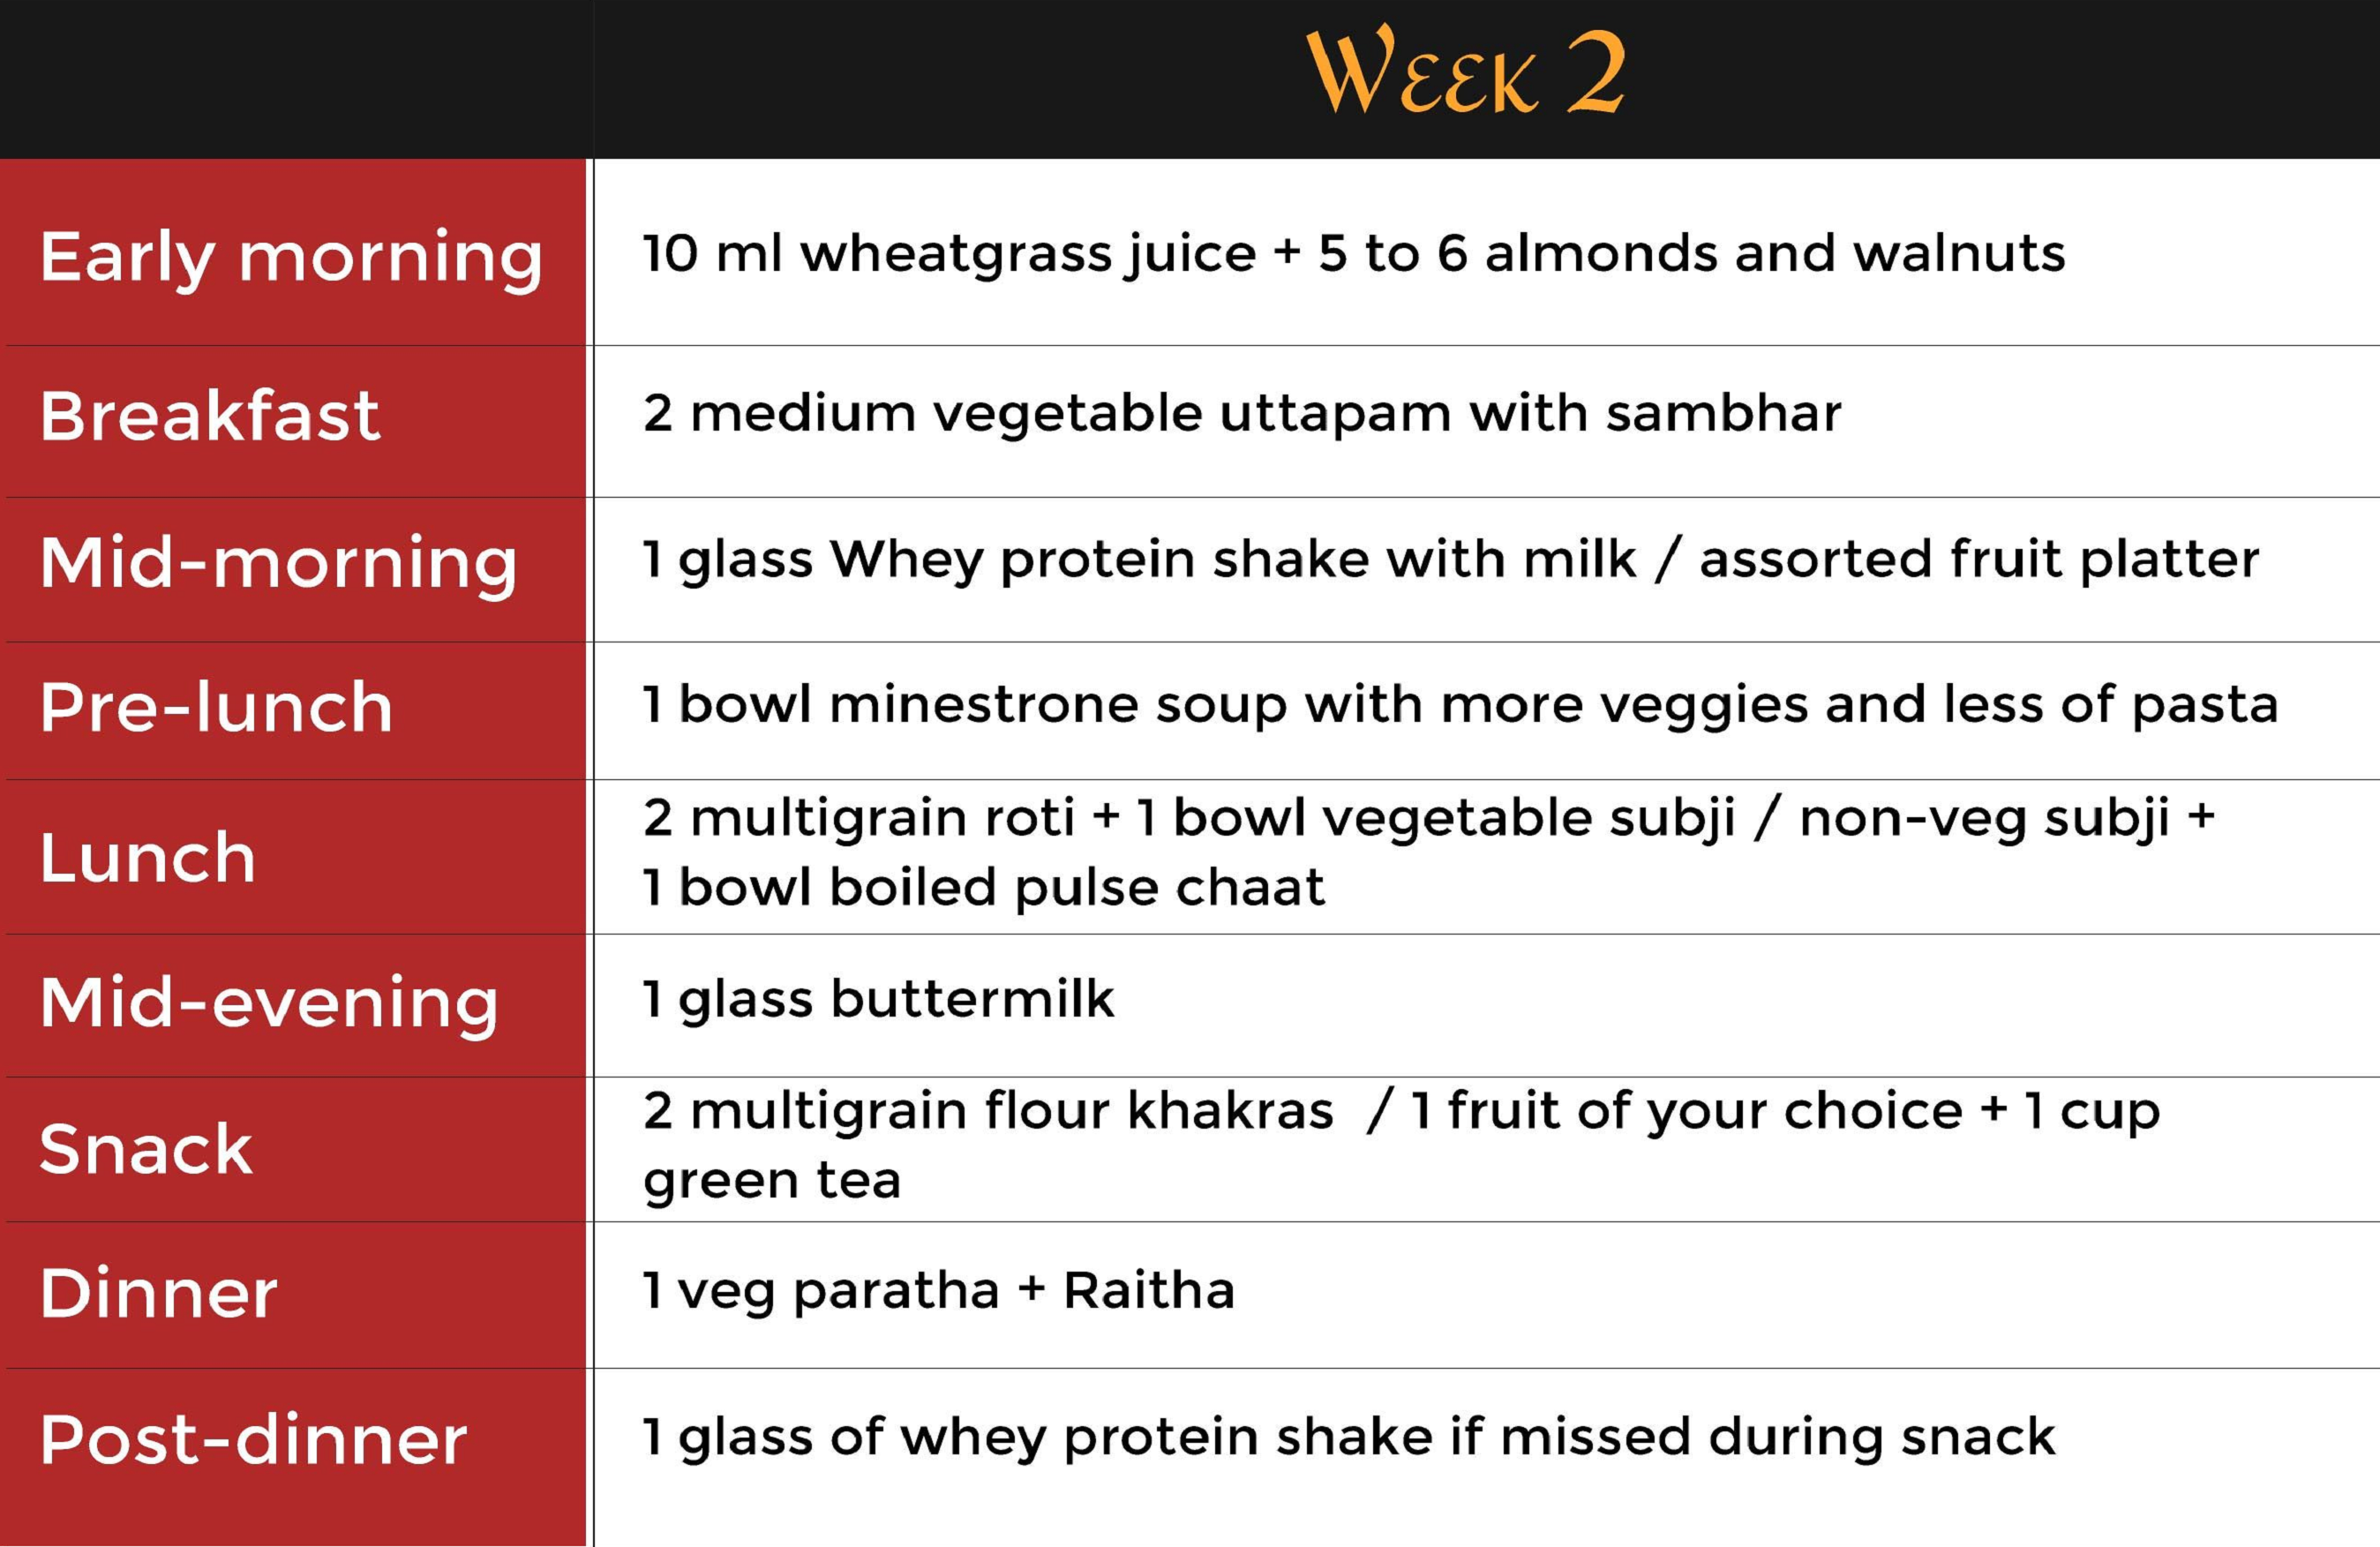 Week 2
Early morning
10 ml wheatgrass juice + 5 to 6 almonds and walnuts
Breakfast
2 medium vegetable uttapam with sambhar
Mid-morning
1 glass Whey protein shake with milk / assorted fruit platter
Pre-lunch
1 bowl minestrone soup with more veggies and less of pasta
Lunch
2 multigrain roti + 1 bowl vegetable subji / non-veg subji +
1 bowl boiled pulse chaat
Mid-evening
1 glass buttermilk
Snack
2 multigrain flour khakras / 1 fruit of your choice + 1 cup
green tea
Dinner
1 veg paratha + Raitha
Post-dinner
1 glass of whey protein shake if missed during snack